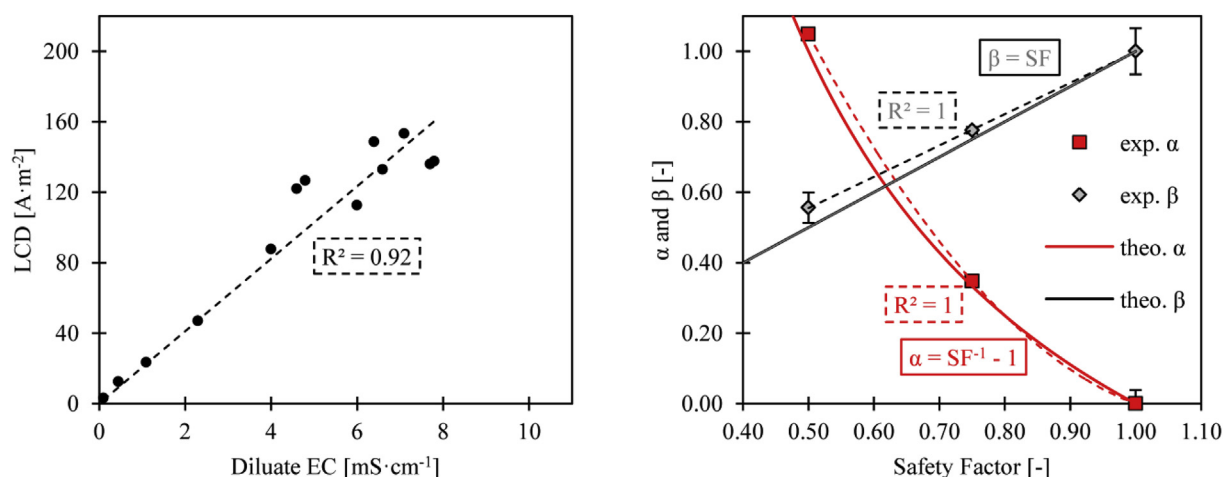 200
160
120
80
40
0
LCD [A·m⁻²]
R² = 0.92
0 2 4 6 8 10
Diluate EC [mS·cm⁻¹]
1.00
0.80
0.60
0.40
0.20
0.00
α and β [-]
β = SF
R² = 1
exp. α
exp. β
theo. α
theo. β
R² = 1
α = SF⁻¹ - 1
0.40 0.50 0.60 0.70 0.80 0.90 1.00 1.10
Safety Factor [-]